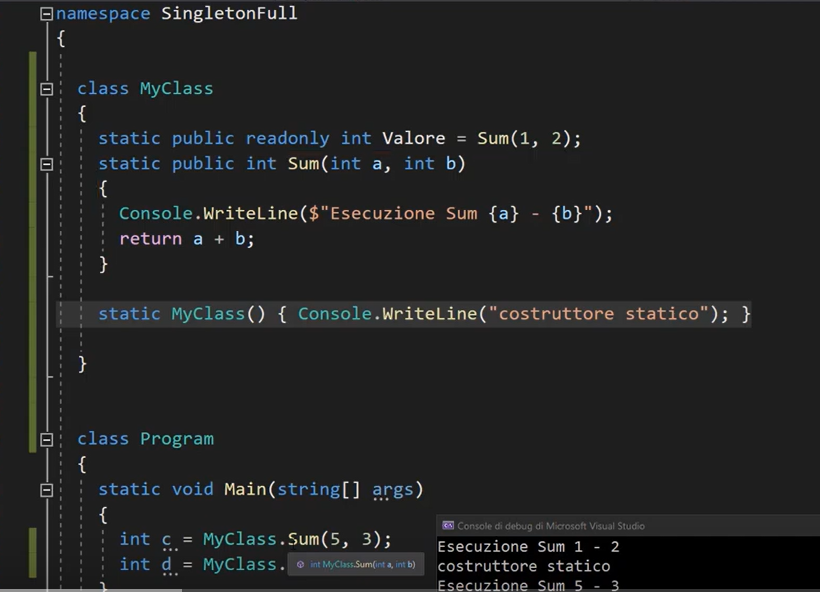 namespace SingletonFull
{
class MyClass
{
static public readonly int Valore = Sum(1, 2);
static public int Sum(int a, int b)
{
Console.WriteLine($"Esecuzione Sum {a} - {b}");
return a + b;
}
static MyClass() { Console.WriteLine("costruttore statico"); }
}
class Program
{
static void Main(string[] args)
{
int c = MyClass.Sum(5, 3);
int d = MyClass.
int MyClass.Sum(int a, int b)
}
Console di debug di Microsoft Visual Studio
Esecuzione Sum 1 - 2
costruttore statico
Esecuzione Sum 5 - 3